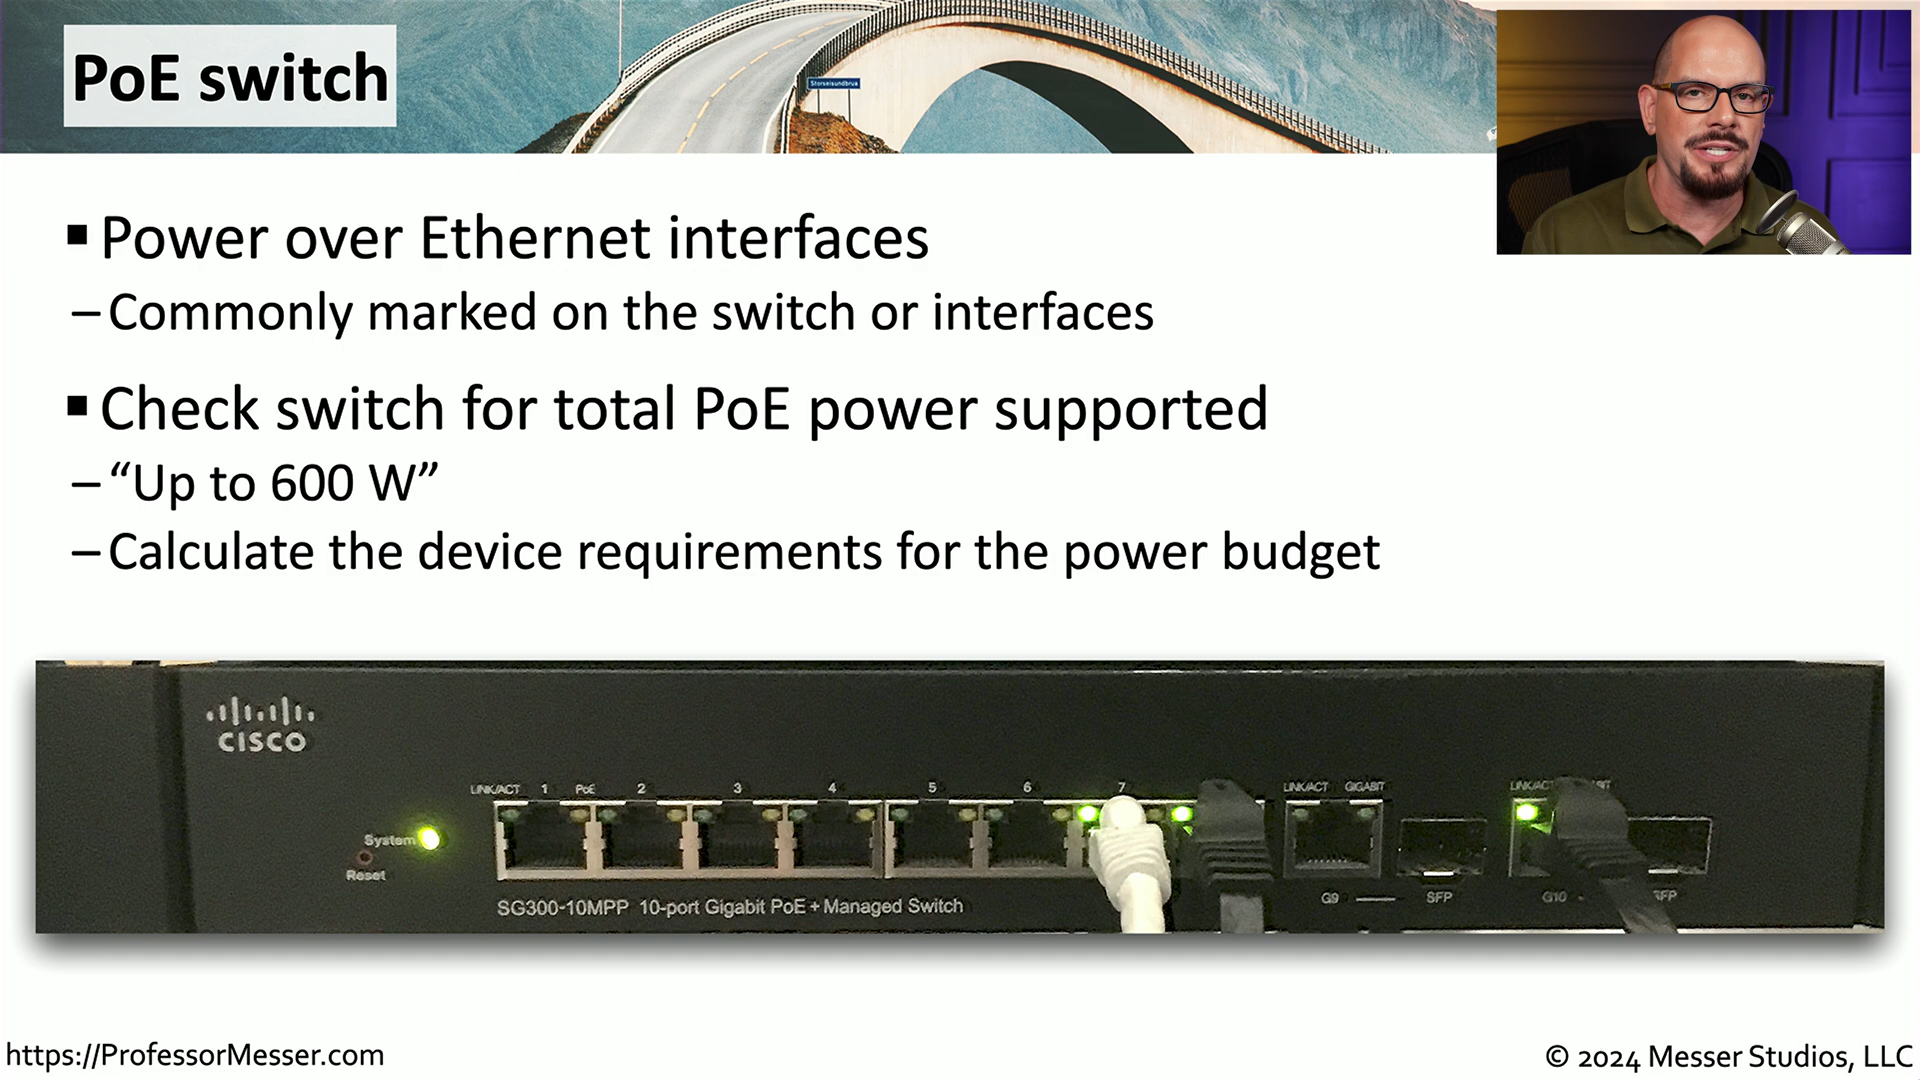 PoE switch
Storseisundbrua
Power over Ethernet interfaces
– Commonly marked on the switch or interfaces
Check switch for total PoE power supported
– “Up to 600 W”
– Calculate the device requirements for the power budget
CISCO
LINK/ACT 1 PoE 2 3 4 5 6 7 LINK/ACT GIGABIT
System
Reset
SG300-10MPP 10-port Gigabit PoE+ Managed Switch
G9 SFP G10
https://ProfessorMesser.com
© 2024 Messer Studios, LLC